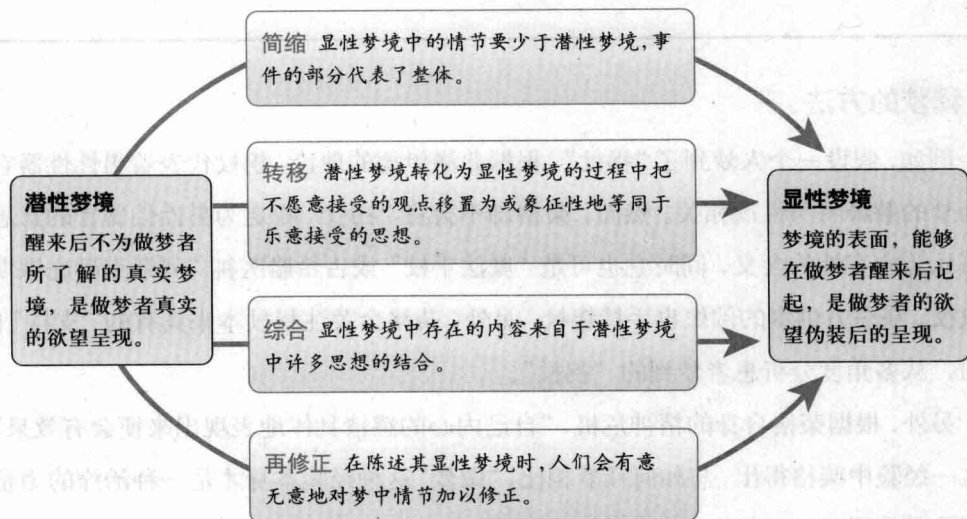 简缩 显性梦境中的情节要少于潜性梦境，事
件的部分代表了整体。
转移 潜性梦境转化为显性梦境的过程中把
不愿意接受的观点移置为或象征性地等同于
乐意接受的思想。
潜性梦境
醒来后不为做梦者
所了解的真实梦
境，是做梦者真实
的欲望呈现。
显性梦境
梦境的表面，能够
在做梦者醒来后记
起，是做梦者的欲
望伪装后的呈现。
综合 显性梦境中存在的内容来自于潜性梦境
中许多思想的结合。
再修正 在陈述其显性梦境时，人们会有意
无意地对梦中情节加以修正。